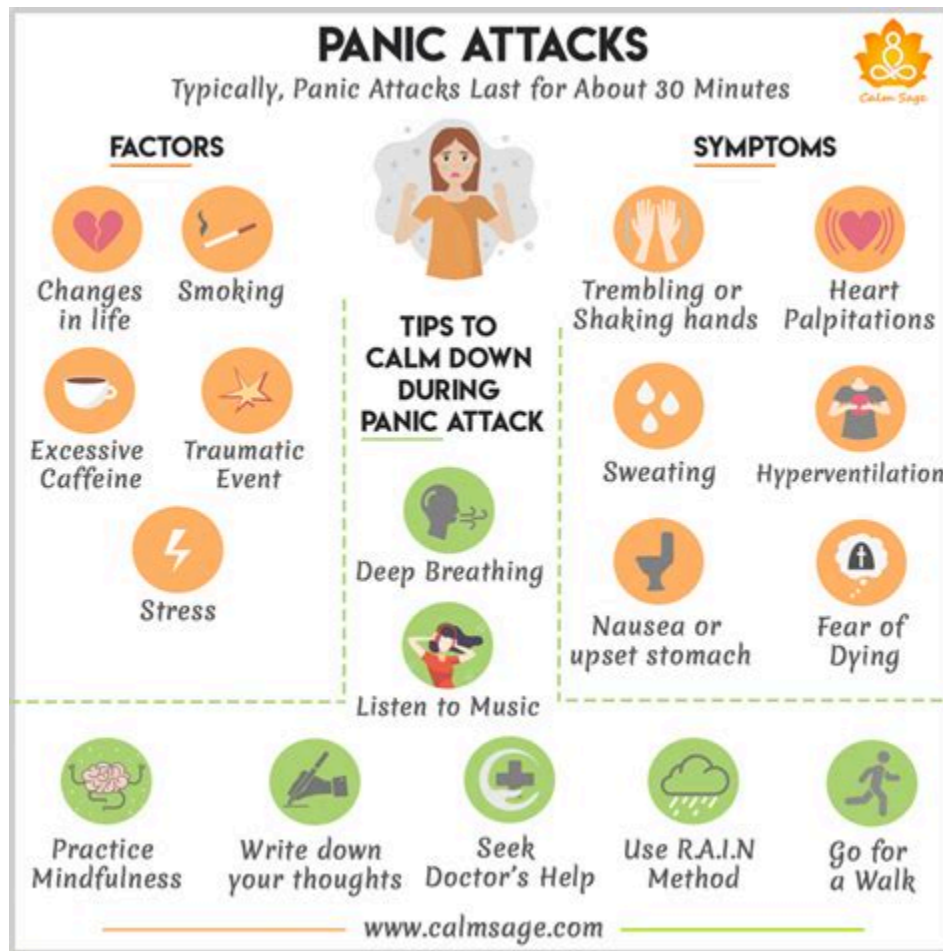 PANIC ATTACKS
Typically, Panic Attacks Last for About 30 Minutes
Calm Sage
FACTORS
Changes
in life
Smoking
Excessive
Caffeine
Traumatic
Event
Stress
TIPS TO
CALM DOWN
DURING
PANIC ATTACK
Deep Breathing
Listen to Music
SYMPTOMS
Trembling or
Shaking hands
Heart
Palpitations
Sweating
Hyperventilation
Nausea or
upset stomach
Fear of
Dying
Practice
Mindfulness
Write down
your thoughts
Seek
Doctor's Help
Use R.A.I.N
Method
Go for
a Walk
www.calmsage.com